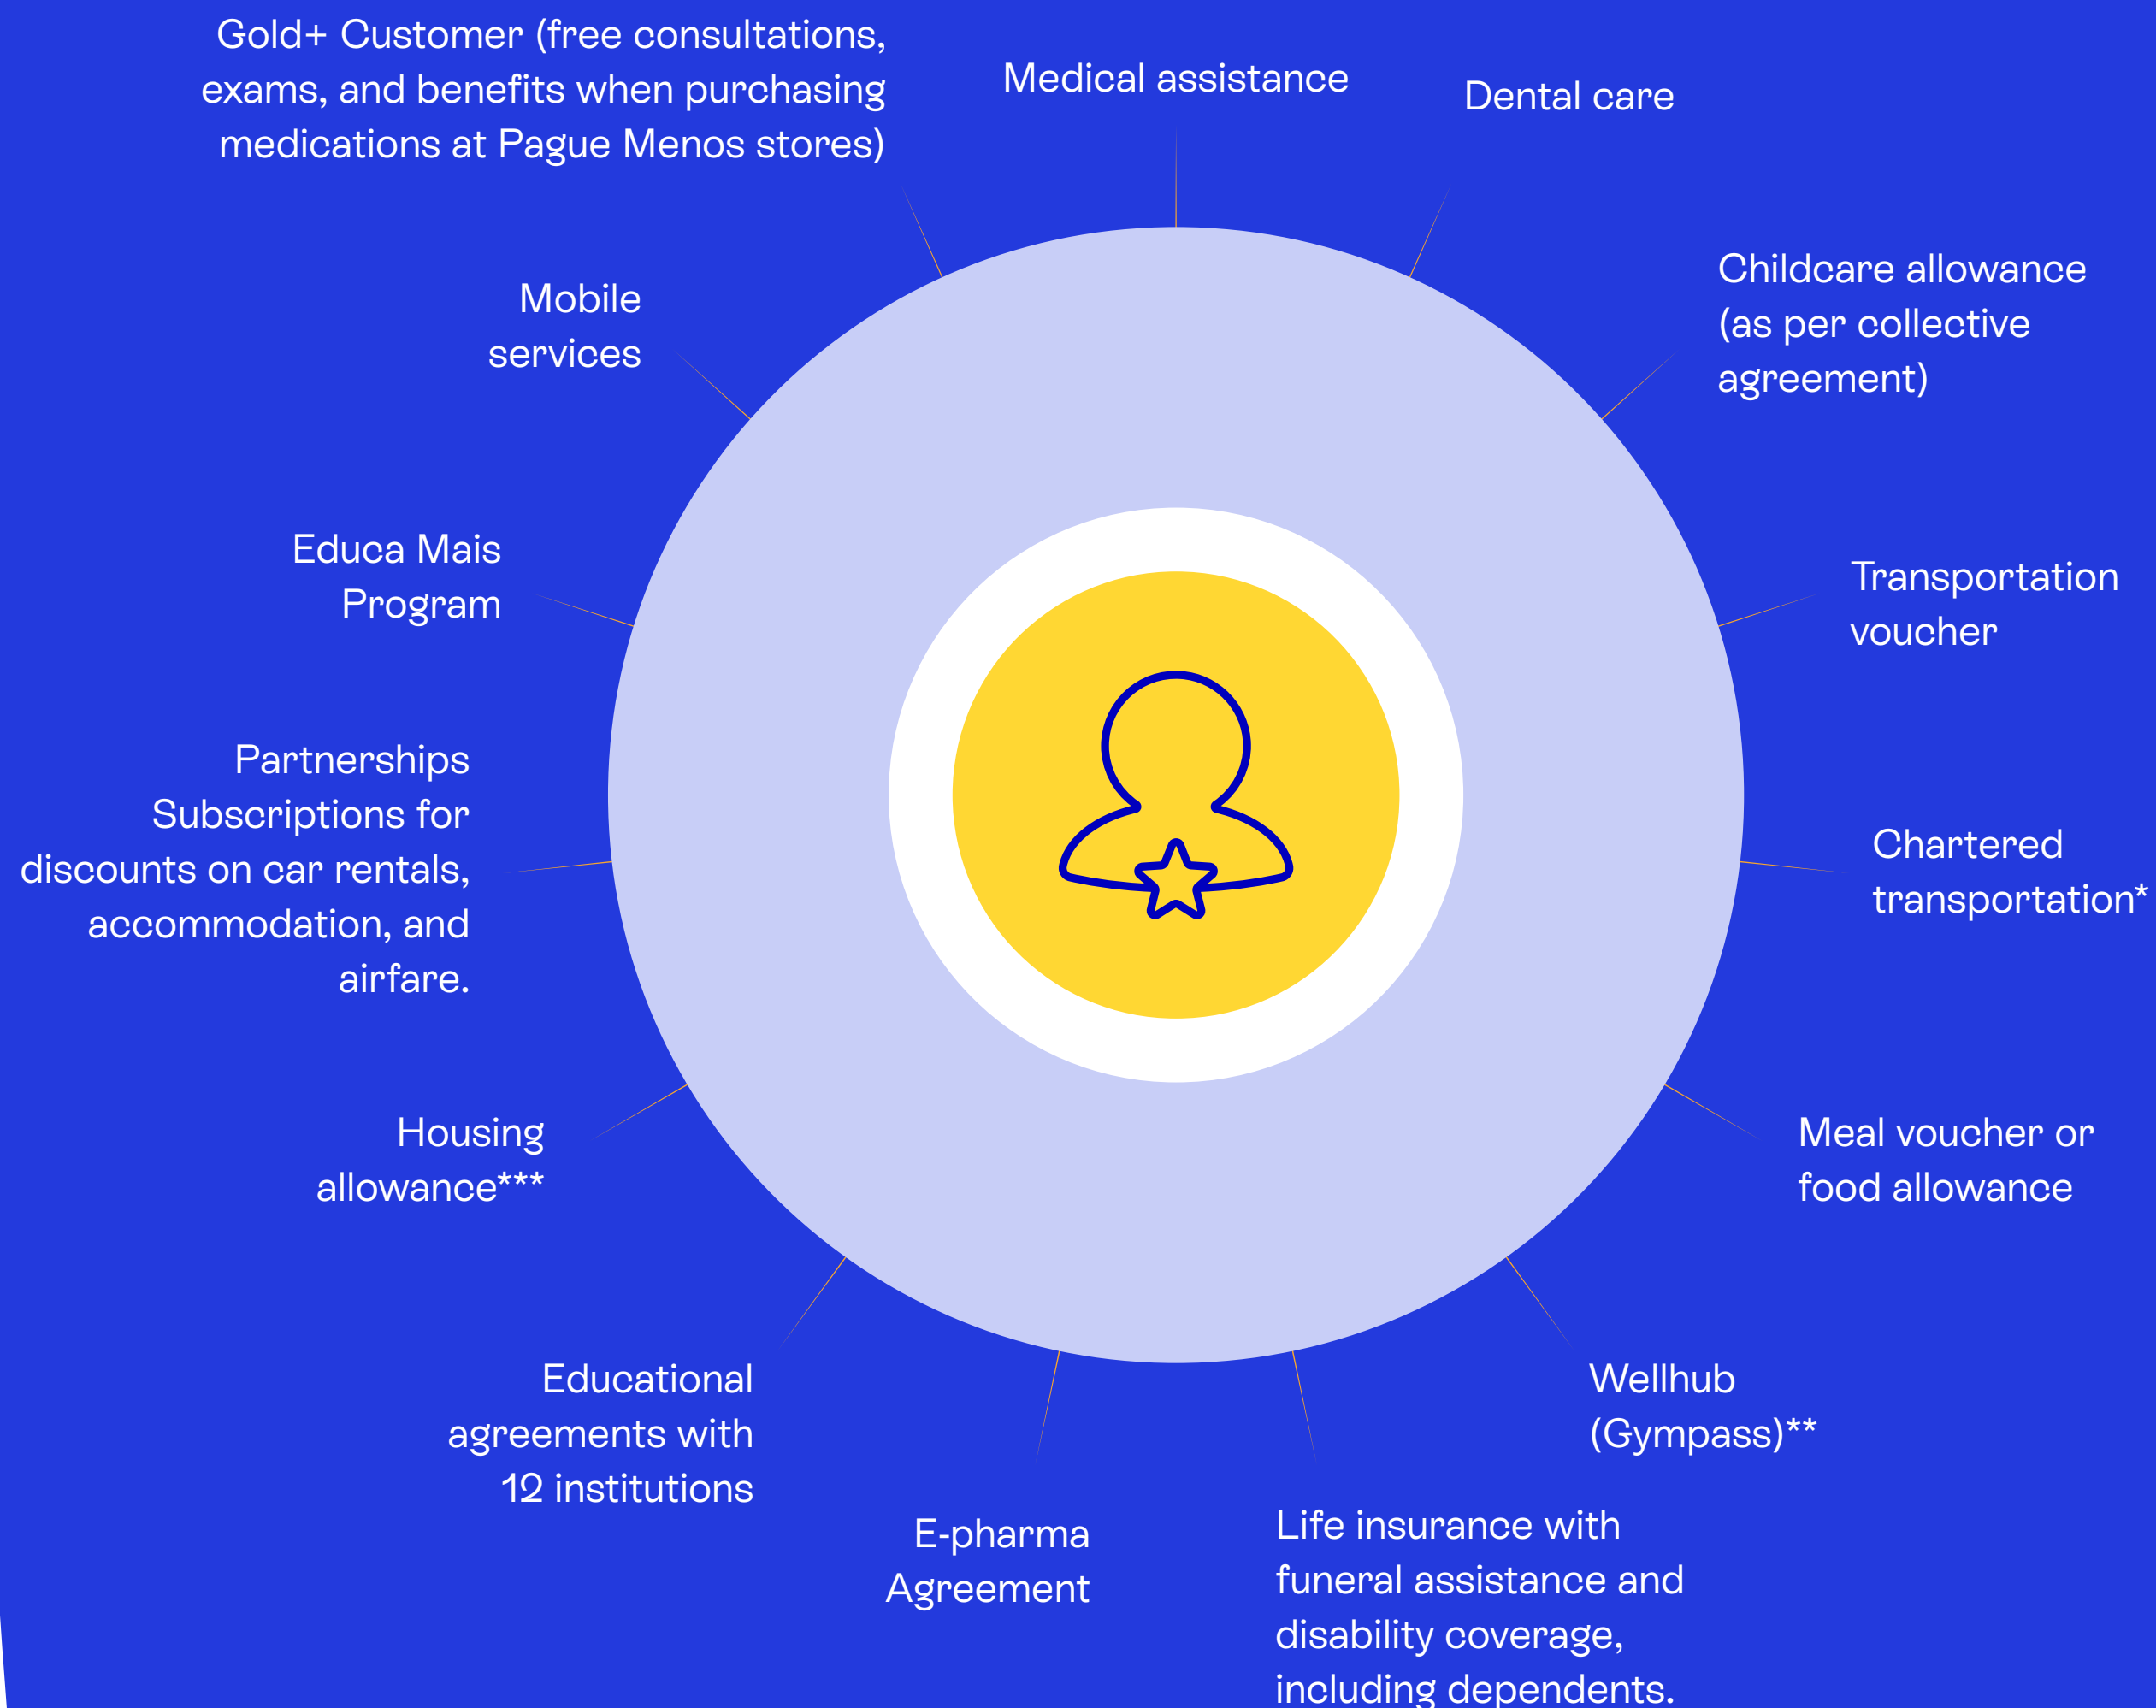 Gold+ Customer (free consultations,
exams, and benefits when purchasing
medications at Pague Menos stores)
Medical assistance
Dental care
Childcare allowance
(as per collective
agreement)
Transportation
voucher
Chartered
transportation*
Meal voucher or
food allowance
Wellhub
(Gympass)**
Life insurance with
funeral assistance and
disability coverage,
including dependents.
E-pharma
Agreement
Educational
agreements with
12 institutions
Housing
allowance***
Partnerships
Subscriptions for
discounts on car rentals,
accommodation, and
airfare.
Educa Mais
Program
Mobile
services